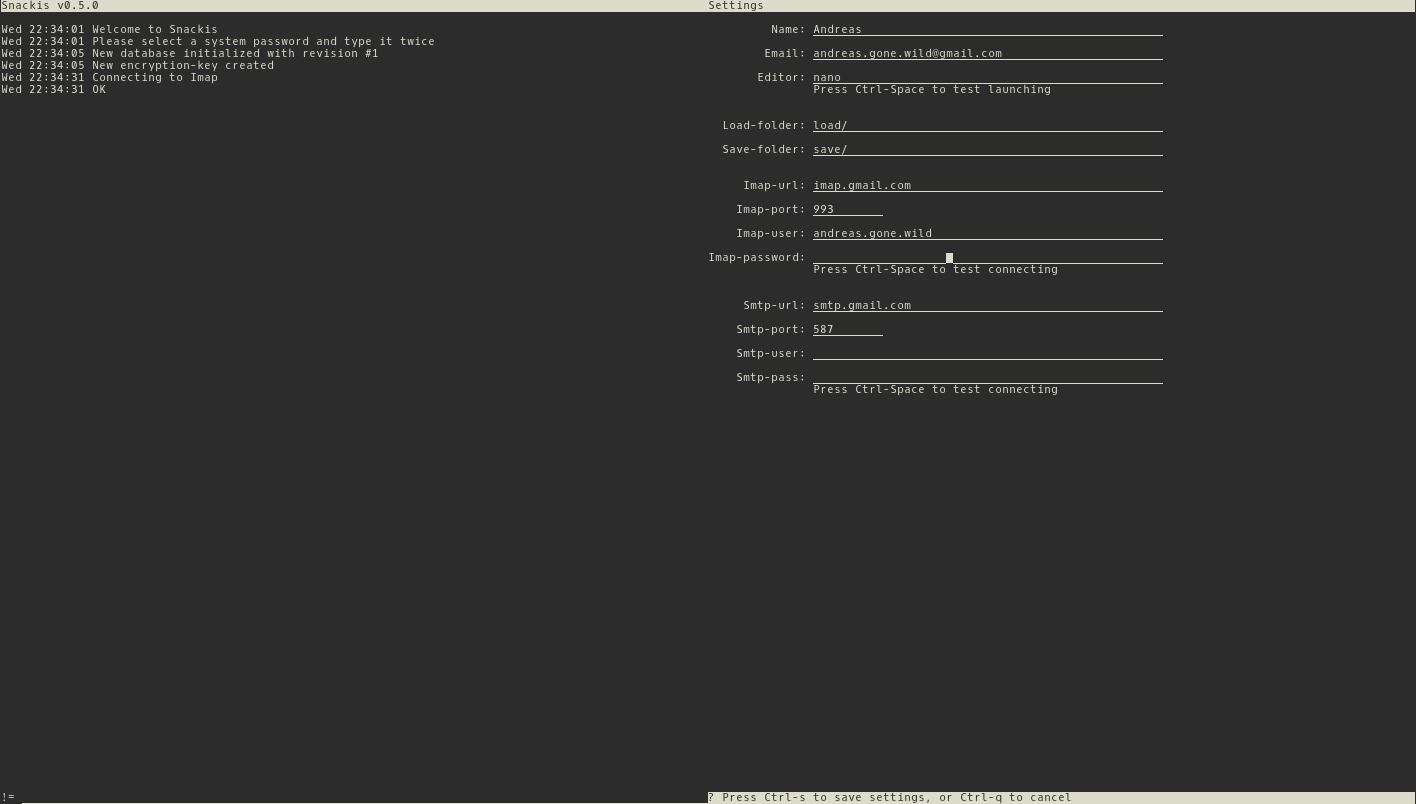 Snackis v0.5.0
Wed 22:34:01 Welcome to Snackis
Wed 22:34:01 Please select a system password and type it twice
Wed 22:34:05 New database initialized with revision #1
Wed 22:34:05 New encryption-key created
Wed 22:34:31 Connecting to Imap
Wed 22:34:31 OK
!=
Settings
Name: Andreas
Email: andreas.gone.wild@gmail.com
Editor: nano
Press Ctrl-Space to test launching
Load-folder: load/
Save-folder: save/
Imap-url: imap.gmail.com
Imap-port: 993
Imap-user: andreas.gone.wild
Imap-password:
Press Ctrl-Space to test connecting
Smtp-url: smtp.gmail.com
Smtp-port: 587
Smtp-user:
Smtp-pass:
Press Ctrl-Space to test connecting
? Press Ctrl-s to save settings, or Ctrl-q to cancel